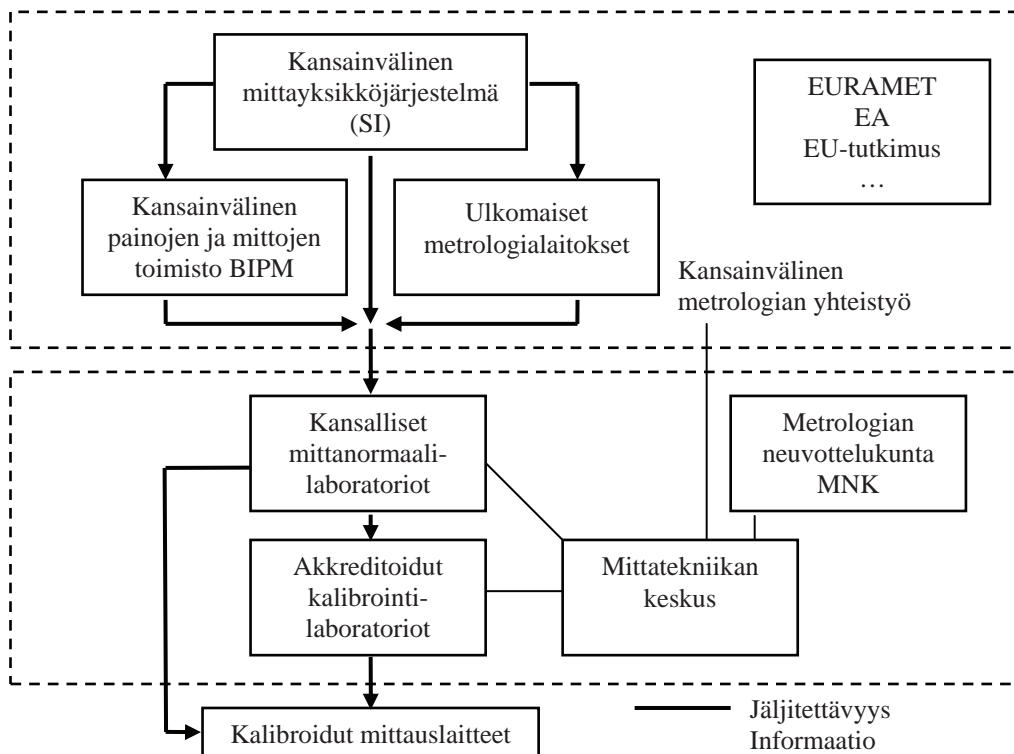 Kansainvälinen
mittayksikköjärjestelmä
(SI)
EURAMET
EA
EU-tutkimus
…
Kansainvälinen
painojen ja mittojen
toimisto BIPM
Ulkomaiset
metrologialaitokset
Kansainvälinen
metrologian yhteistyö
Kansalliset
mittanormaali-
laboratoriot
Metrologian
neuvottelukunta
MNK
Akkreditoidut
kalibrointi-
laboratoriot
Mittatekniikan
keskus
Kalibroidut mittauslaitteet
Jäljitettävyys
Informaatio